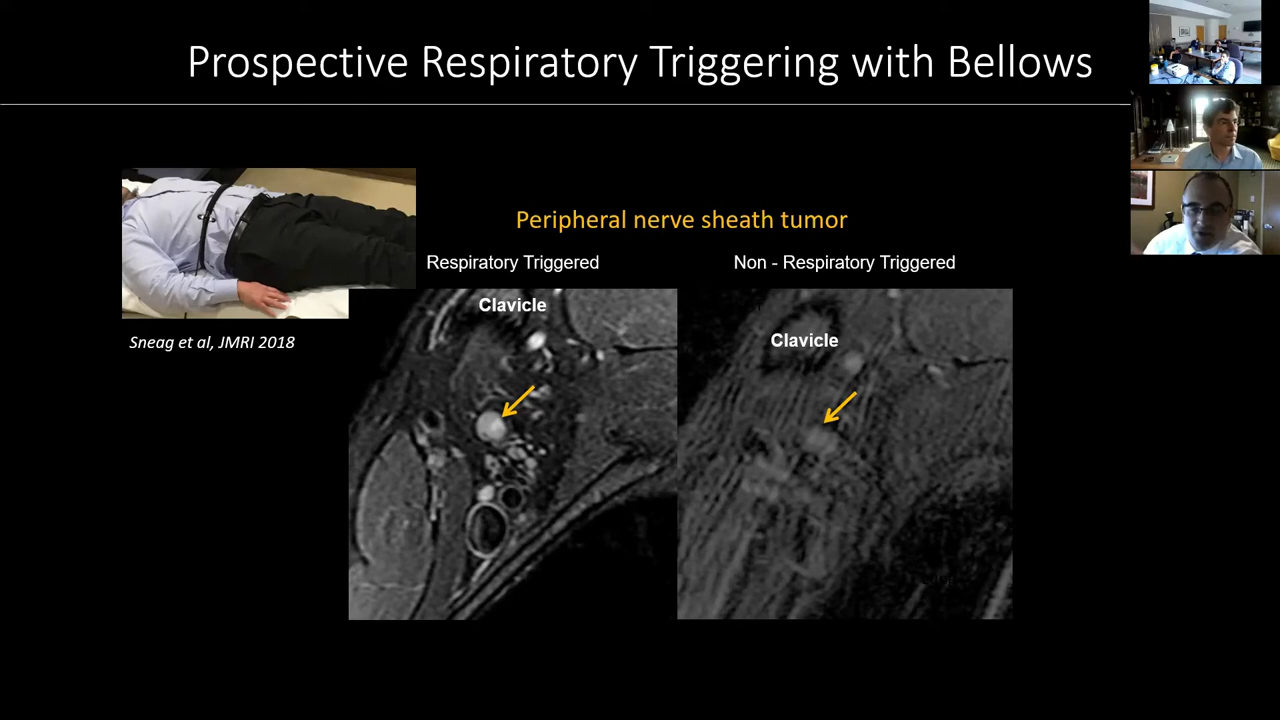 Prospective Respiratory Triggering with Bellows
Peripheral nerve sheath tumor
Respiratory Triggered
Non - Respiratory Triggered
Clavicle
Clavicle
Sneag et al, JMRI 2018